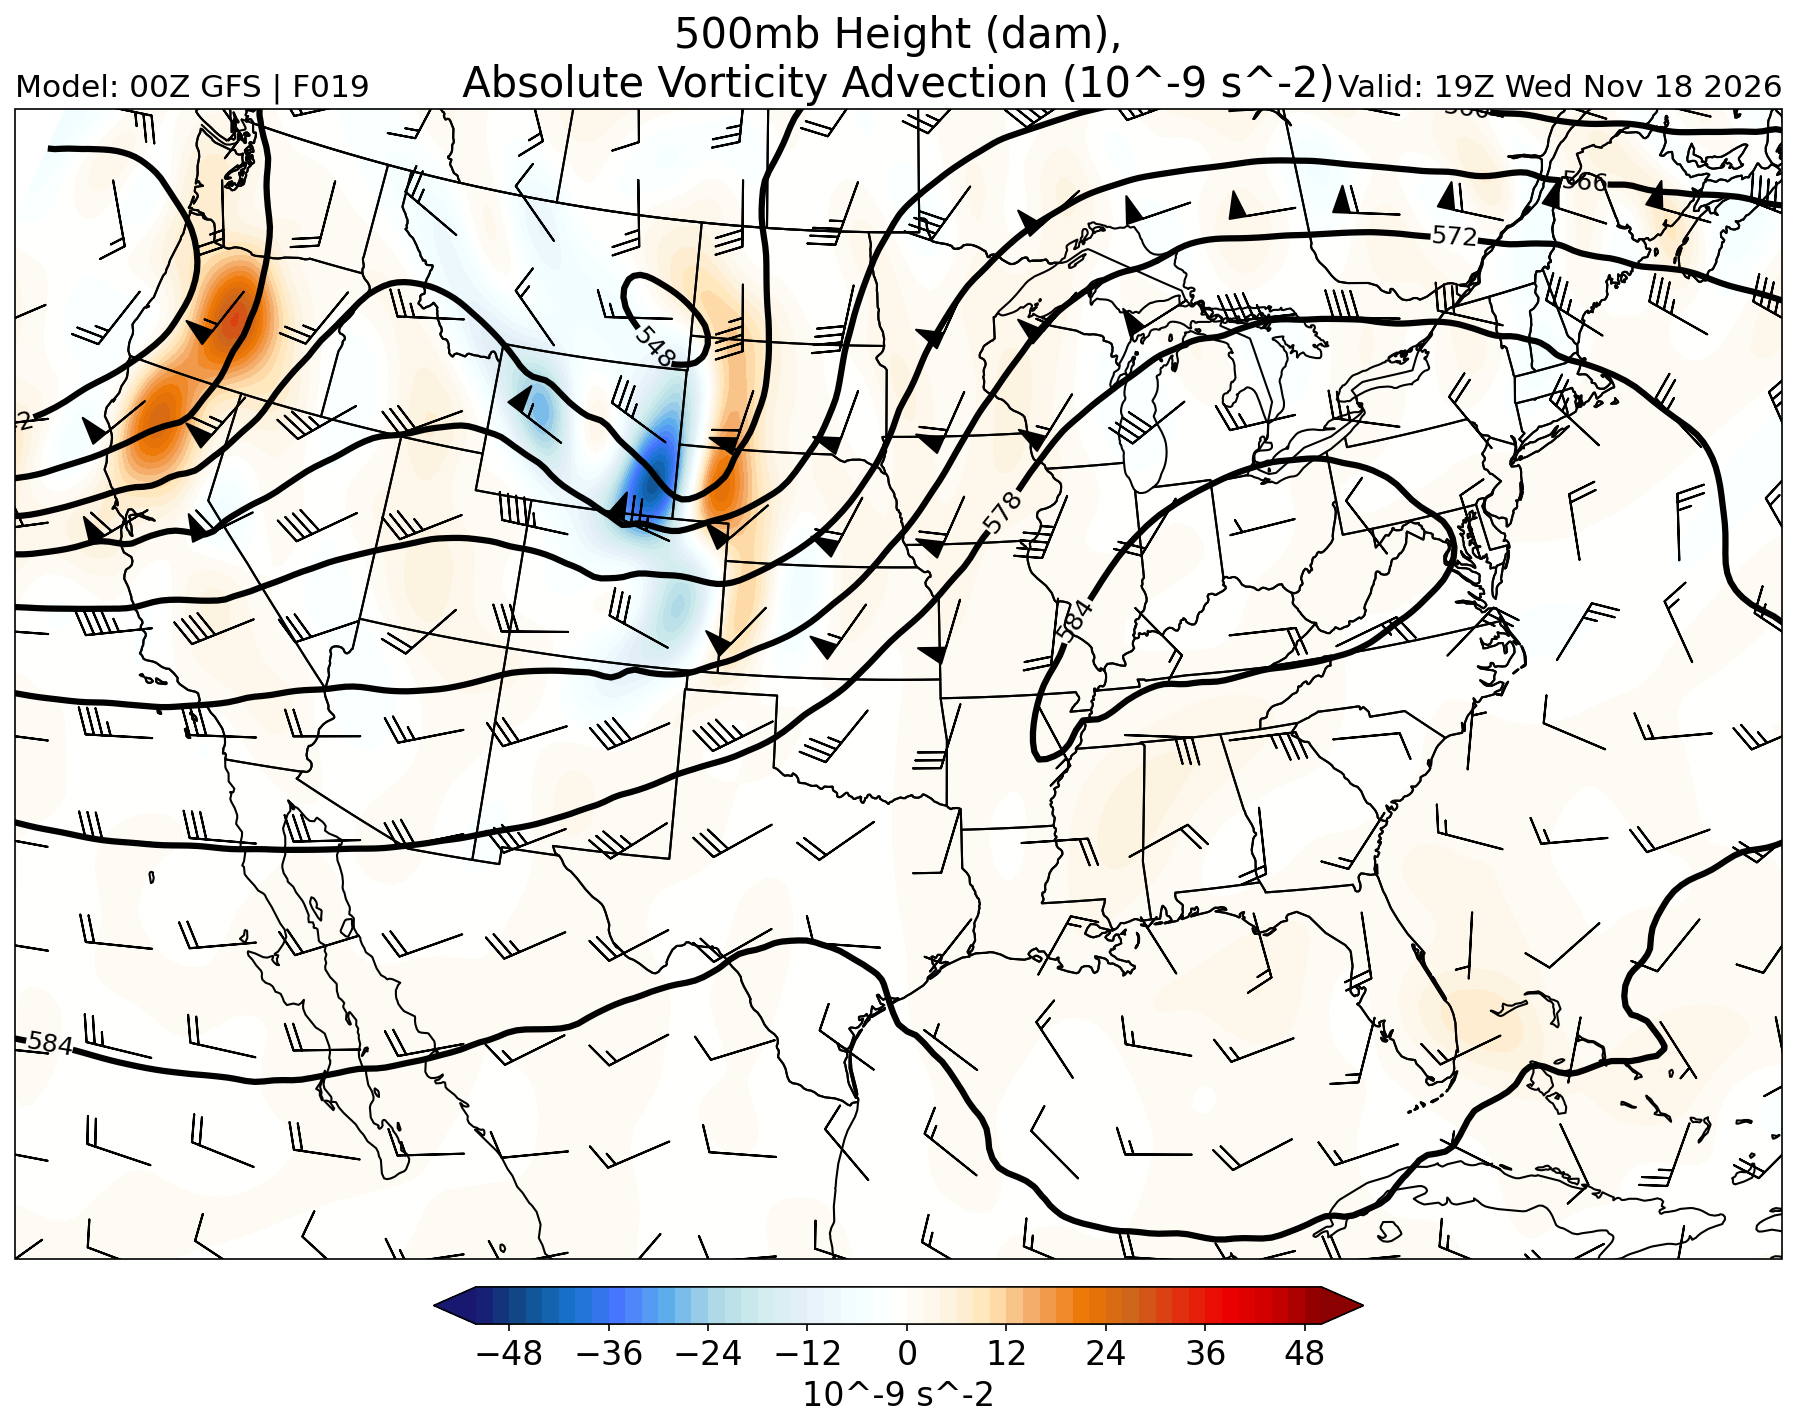 500mb Height (dam),
Model: 00Z GFS | F019
Absolute Vorticity Advection (10^-9 s^-2)
Valid: 19Z Wed Nov 18 2026
566
572
548
578
584
584
−48 −36 −24 −12 0 12 24 36 48
10^-9 s^-2